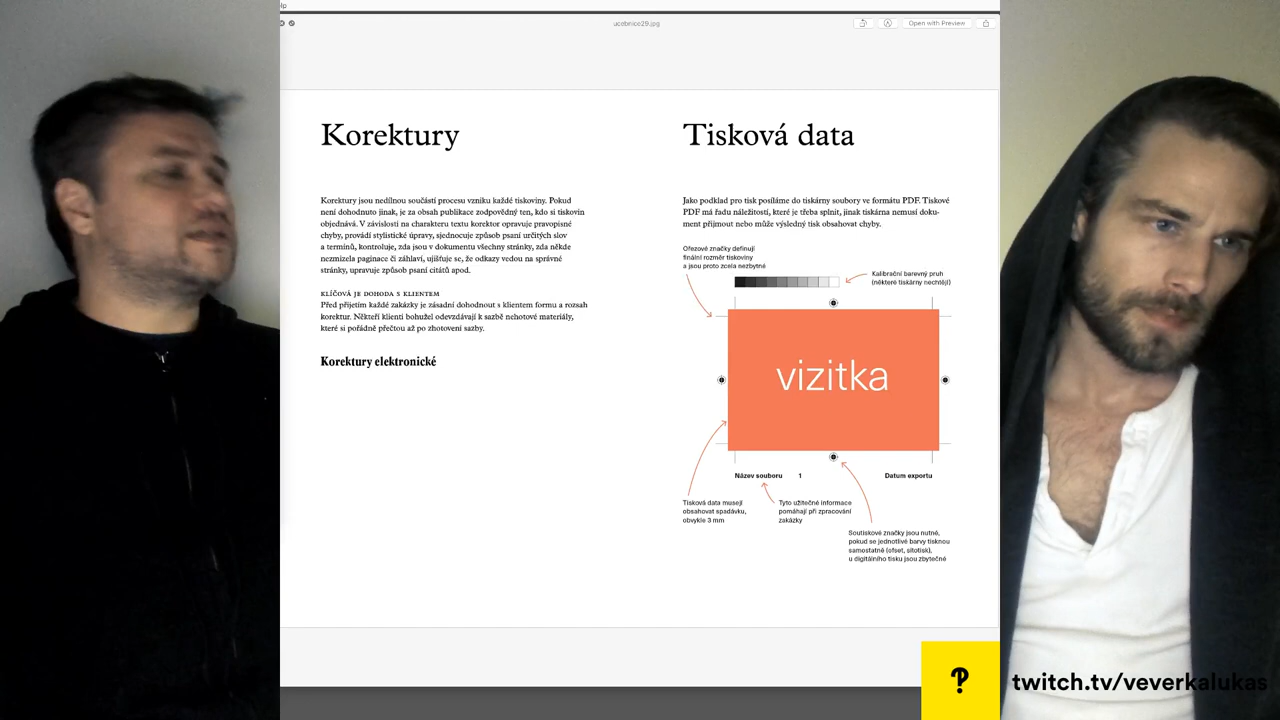 lp
ucebnice29.jpg
Open with Preview
Korektury
Korektury jsou nedílnou součástí procesu vzniku každé tiskoviny. Pokud
není dohodnuto jinak, je za obsah publikace zodpovědný ten, kdo si tiskovin
objednává. V závislosti na charakteru textu korektor opravuje pravopisné
chyby, provádí stylistické úpravy, sjednocuje způsob psaní určitých slov
a termínů, kontroluje, zda jsou v dokumentu všechny stránky, zda někde
nezmizela paginace či záhlaví, ujišťuje se, že odkazy vedou na správné
stránky, upravuje způsob psaní citátů apod.
KLÍČOVÁ JE DOHODA S KLIENTEM
Před přijetím každé zakázky je zásadní dohodnout s klientem formu a rozsah
korektur. Někteří klienti bohužel odevzdávají k sazbě nehotové materiály,
které si pořádně přečtou až po zhotovení sazby.
Korektury elektronické
Tisková data
Jako podklad pro tisk posíláme do tiskárny soubory ve formátu PDF. Tiskové
PDF má řadu náležitostí, které je třeba splnit, jinak tiskárna nemusí doku-
ment přijmout nebo může výsledný tisk obsahovat chyby.
Ořezové značky definují
finální rozměr tiskoviny
a jsou proto zcela nezbytné
Kalibrační barevný pruh
(některé tiskárny nechtějí)
vizitka
Název souboru 1 Datum exportu
Tisková data musejí
obsahovat spadávku,
obvykle 3 mm
Tyto užitečné informace
pomáhají při zpracování
zakázky
Soutiskové značky jsou nutné,
pokud se jednotlivé barvy tisknou
samostatně (ofset, sítotisk),
u digitálního tisku jsou zbytečné
twitch.tv/veverkalukas